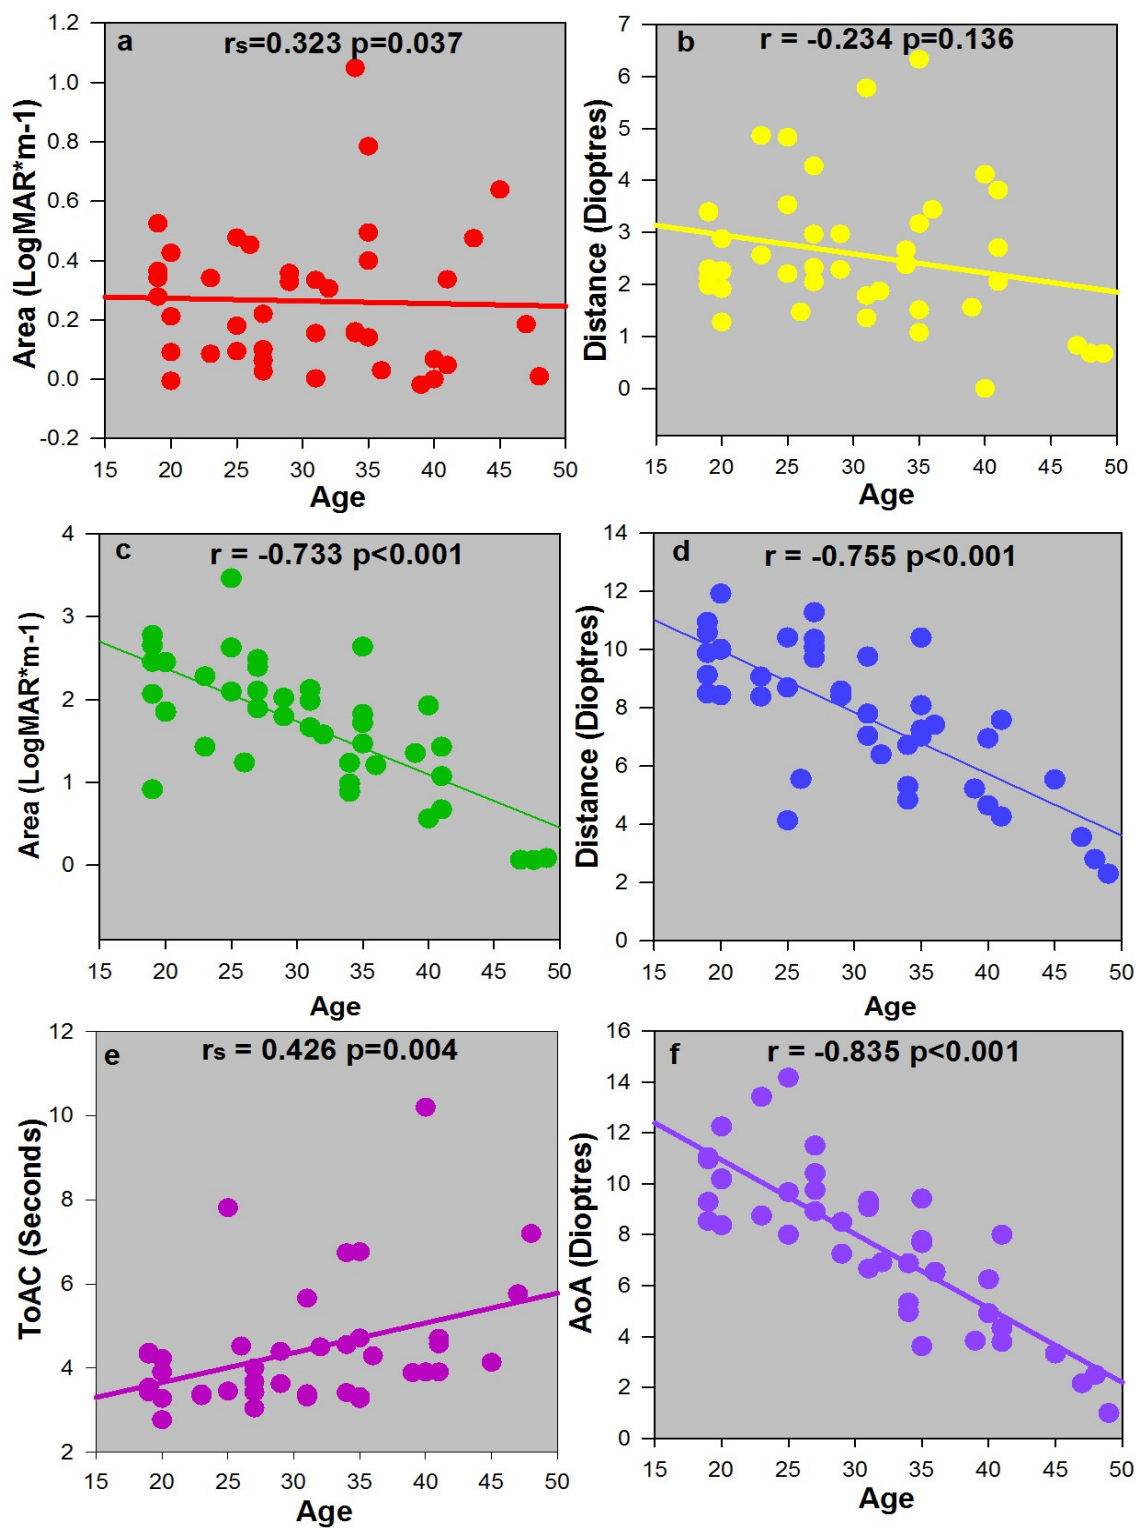 a
rs=0.323 p=0.037
Area (LogMAR*m-1)
1.2
1.0
0.8
0.6
0.4
0.2
0.0
-0.2
15 20 25 30 35 40 45 50
Age
b
r = -0.234 p=0.136
Distance (Dioptres)
7
6
5
4
3
2
1
0
15 20 25 30 35 40 45 50
Age
c
r = -0.733 p<0.001
Area (LogMAR*m-1)
4
3
2
1
0
15 20 25 30 35 40 45 50
Age
d
r = -0.755 p<0.001
Distance (Dioptres)
14
12
10
8
6
4
2
0
15 20 25 30 35 40 45 50
Age
e
rs = 0.426 p=0.004
ToAC (Seconds)
12
10
8
6
4
2
15 20 25 30 35 40 45 50
Age
f
r = -0.835 p<0.001
AoA (Dioptres)
16
14
12
10
8
6
4
2
0
15 20 25 30 35 40 45 50
Age